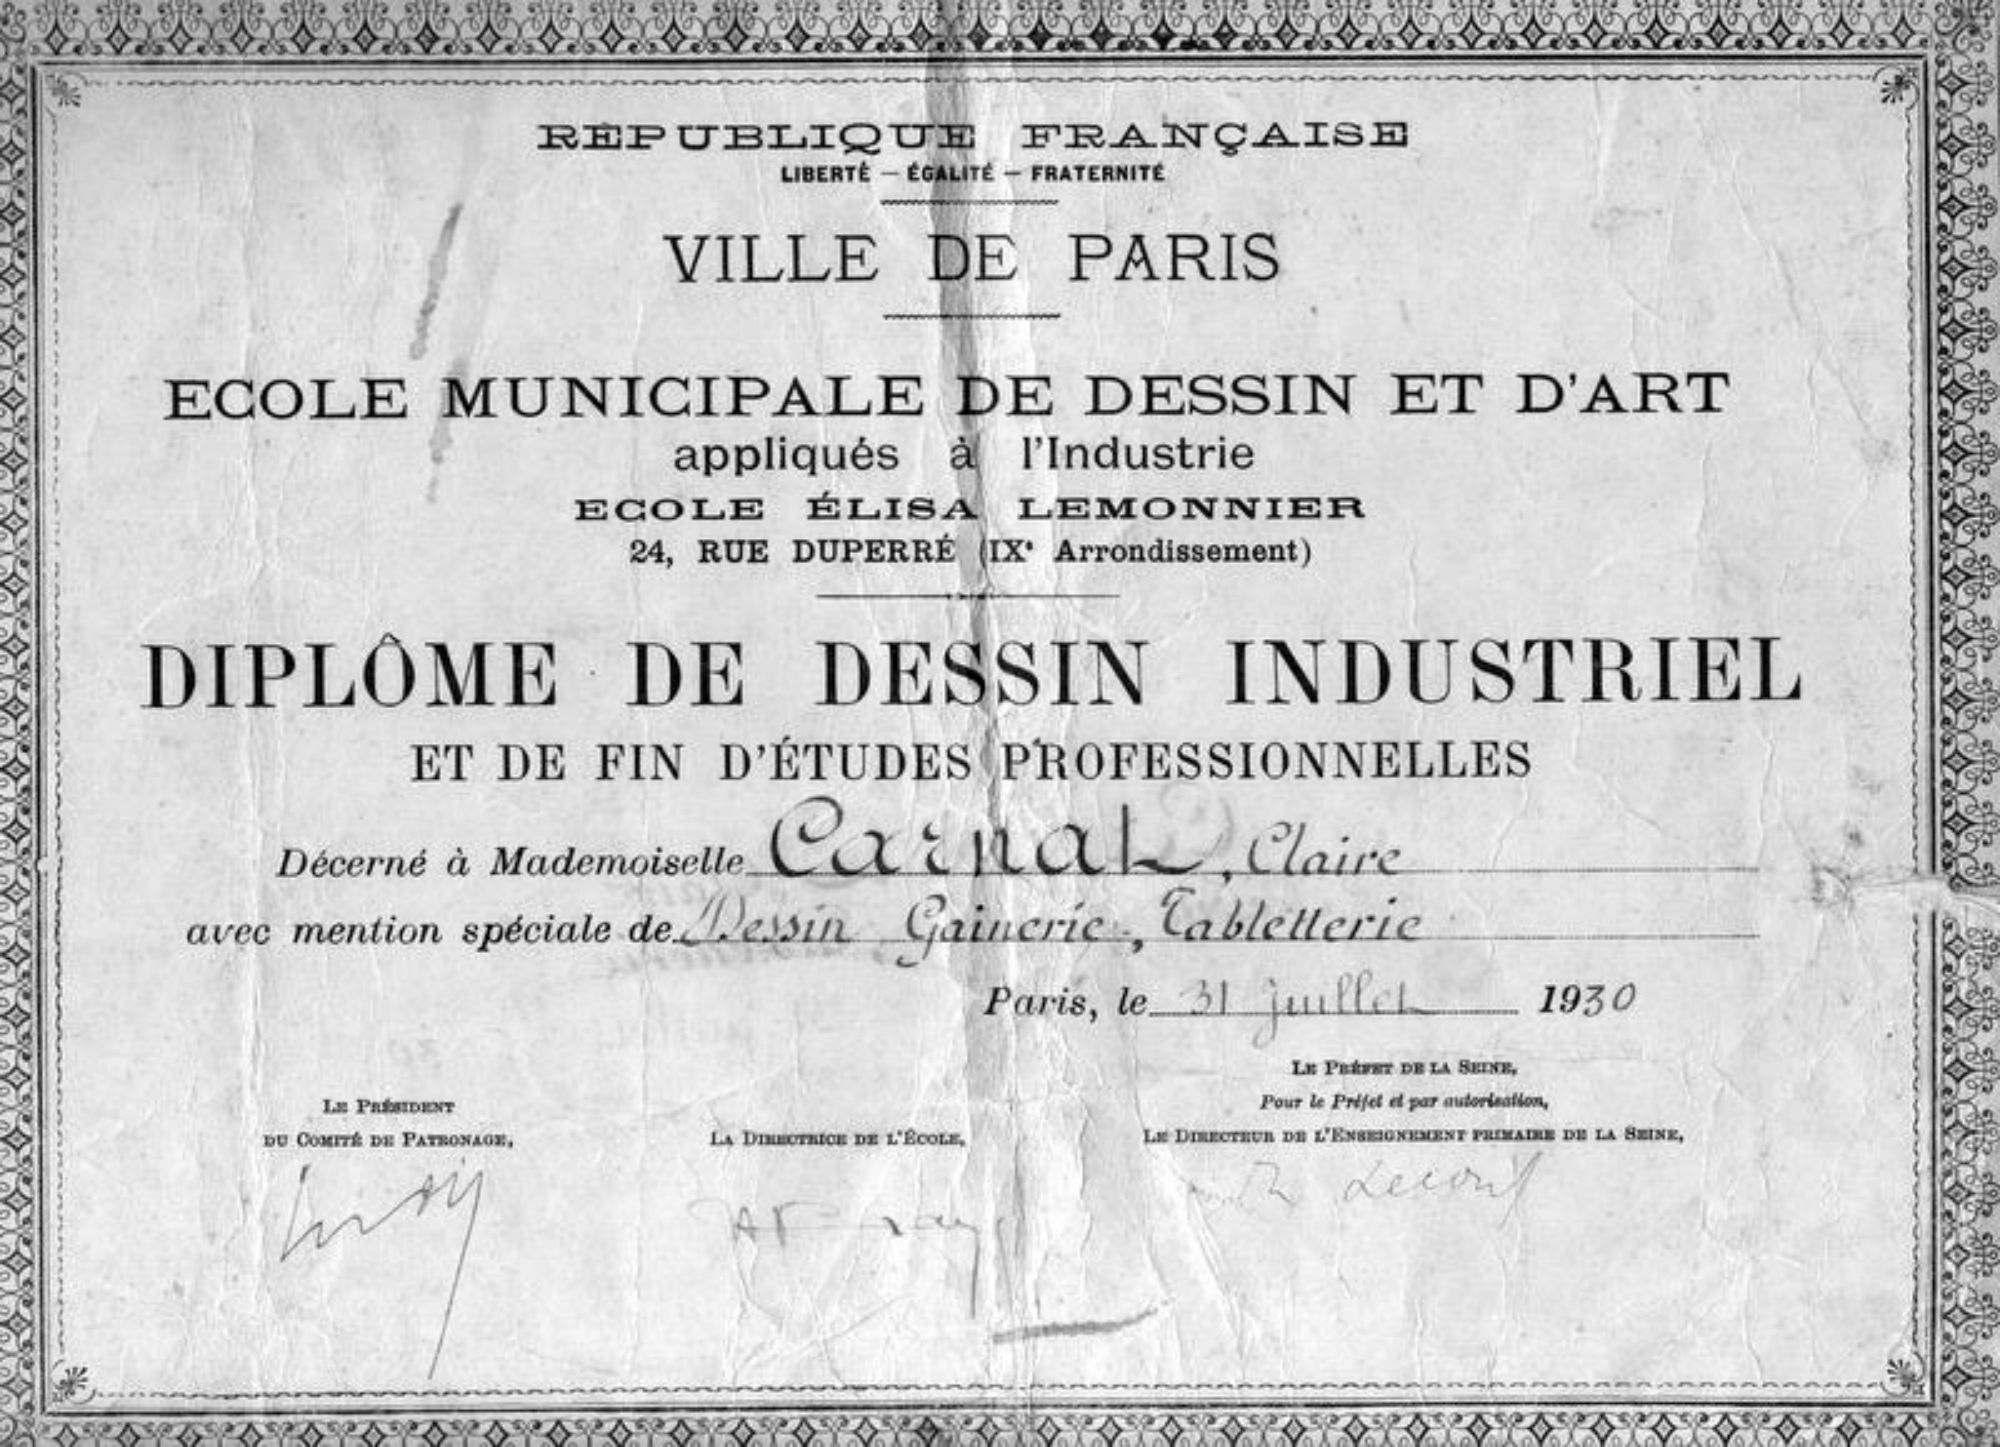 RÉPUBLIQUE FRANÇAISE
LIBERTÉ – ÉGALITÉ – FRATERNITÉ
VILLE DE PARIS
ECOLE MUNICIPALE DE DESSIN ET D'ART
appliqués à l'Industrie
ECOLE ÉLISA LEMONNIER
24, RUE DUPERRÉ (IXe Arrondissement)
DIPLÔME DE DESSIN INDUSTRIEL
ET DE FIN D'ÉTUDES PROFESSIONNELLES
Décerné à Mademoiselle Carnal, Claire
avec mention spéciale de Dessin Gainerie, Tabletterie
Paris, le 31 juillet 1930
LE PRÉFET DE LA SEINE,
LE PRÉSIDENT
Pour le Préfet et par autorisation,
DU COMITÉ DE PATRONAGE,
LA DIRECTRICE DE L'ÉCOLE,
LE DIRECTEUR DE L'ENSEIGNEMENT PRIMAIRE DE LA SEINE,